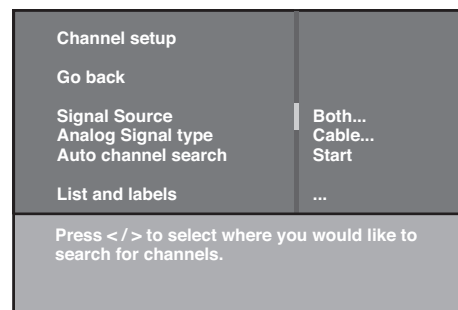 Channel setup
Go back
Signal Source Both...
Analog Signal type Cable...
Auto channel search Start
List and labels ...
Press < / > to select where you would like to
search for channels.